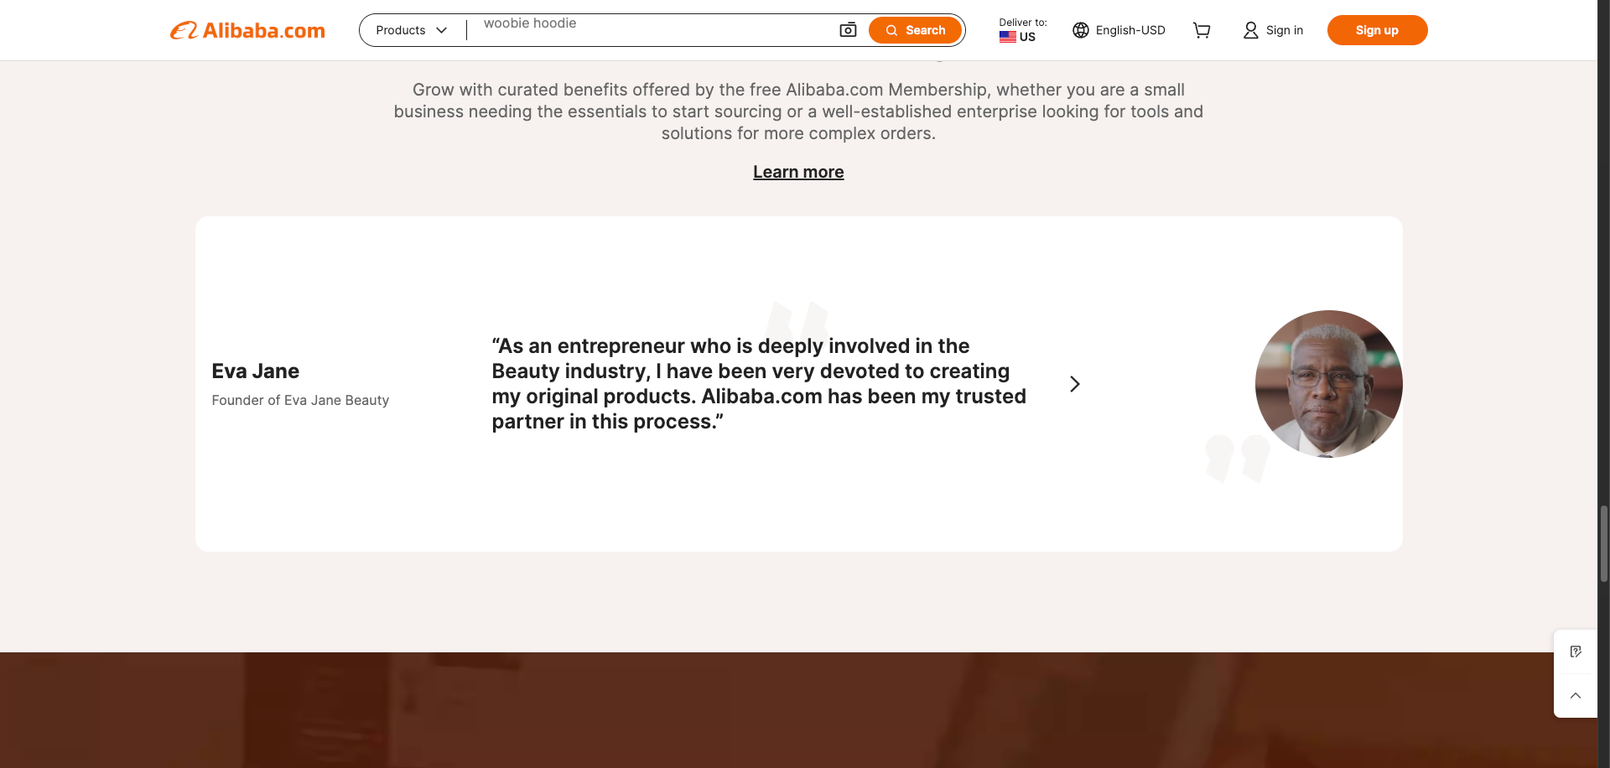 Alibaba.com
Products
woobie hoodie
Search
Deliver to:
US
English-USD
Sign in
Sign up
Grow with curated benefits offered by the free Alibaba.com Membership, whether you are a small
business needing the essentials to start sourcing or a well-established enterprise looking for tools and
solutions for more complex orders.
Learn more
Eva Jane
Founder of Eva Jane Beauty
“As an entrepreneur who is deeply involved in the
Beauty industry, I have been very devoted to creating
my original products. Alibaba.com has been my trusted
partner in this process.”